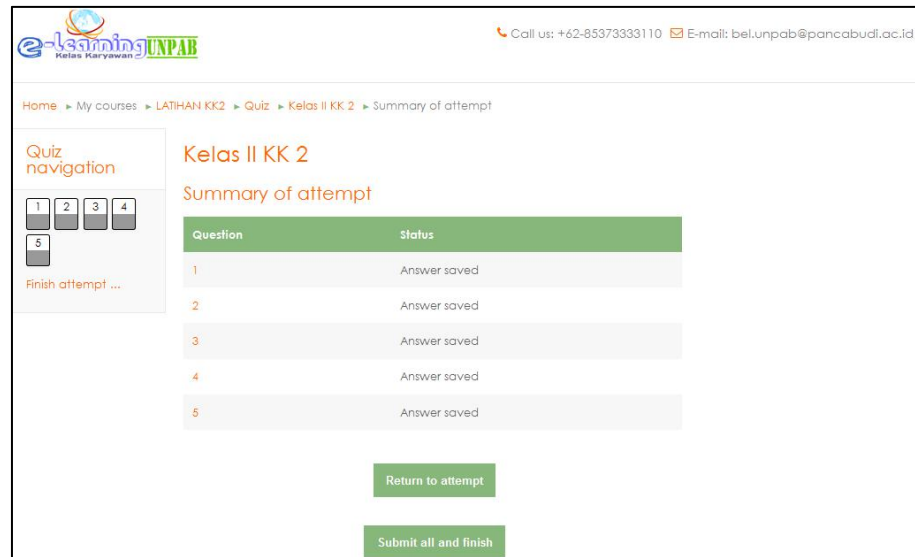 e-Learning UNPAB
Kelas Karyawan
Call us: +62-85373333110 E-mail: bel.unpab@pancabudi.ac.id
Home ► My courses ► LATIHAN KK2 ► Quiz ► Kelas II KK 2 ► Summary of attempt
Quiz
navigation
1 2 3 4
5
Finish attempt ...
Kelas II KK 2
Summary of attempt
Question Status
1 Answer saved
2 Answer saved
3 Answer saved
4 Answer saved
5 Answer saved
Return to attempt
Submit all and finish